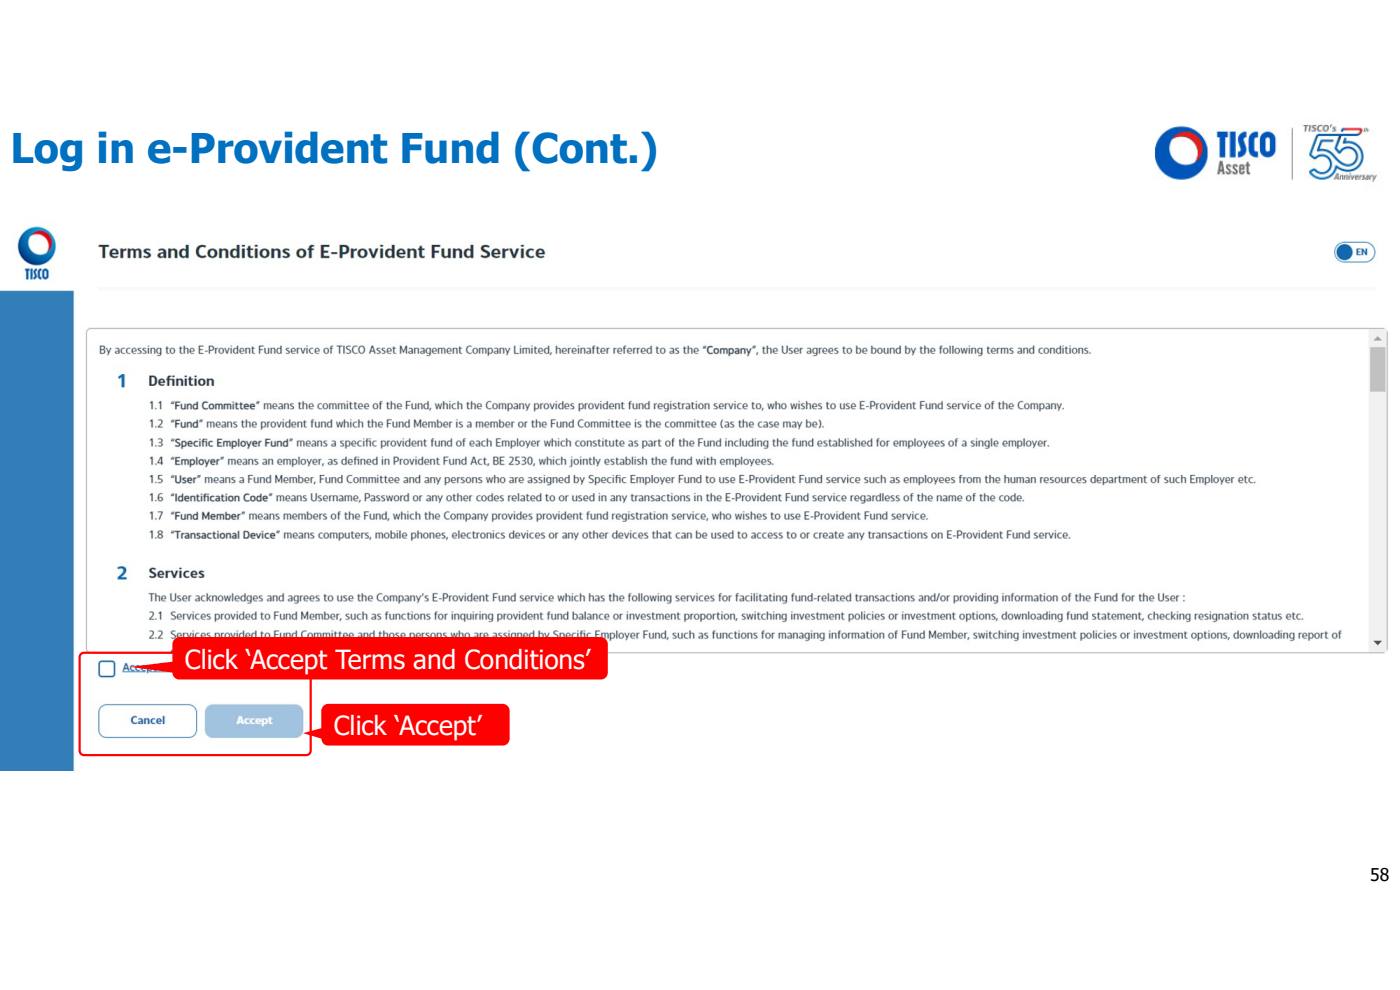 Log in e-Provident Fund (Cont.)
TISCO
Asset
TISCO's
55
th
Anniversary
TISCO
Terms and Conditions of E-Provident Fund Service
EN
By accessing to the E-Provident Fund service of TISCO Asset Management Company Limited, hereinafter referred to as the “Company”, the User agrees to be bound by the following terms and conditions.
1 Definition
1.1 “Fund Committee” means the committee of the Fund, which the Company provides provident fund registration service to, who wishes to use E-Provident Fund service of the Company.
1.2 “Fund” means the provident fund which the Fund Member is a member or the Fund Committee is the committee (as the case may be).
1.3 “Specific Employer Fund” means a specific provident fund of each Employer which constitute as part of the Fund including the fund established for employees of a single employer.
1.4 “Employer” means an employer, as defined in Provident Fund Act, BE 2530, which jointly establish the fund with employees.
1.5 “User” means a Fund Member, Fund Committee and any persons who are assigned by Specific Employer Fund to use E-Provident Fund service such as employees from the human resources department of such Employer etc.
1.6 “Identification Code” means Username, Password or any other codes related to or used in any transactions in the E-Provident Fund service regardless of the name of the code.
1.7 “Fund Member” means members of the Fund, which the Company provides provident fund registration service, who wishes to use E-Provident Fund service.
1.8 “Transactional Device” means computers, mobile phones, electronics devices or any other devices that can be used to access to or create any transactions on E-Provident Fund service.
2 Services
The User acknowledges and agrees to use the Company's E-Provident Fund service which has the following services for facilitating fund-related transactions and/or providing information of the Fund for the User :
2.1 Services provided to Fund Member, such as functions for inquiring provident fund balance or investment proportion, switching investment policies or investment options, downloading fund statement, checking resignation status etc.
2.2 Services provided to Fund Committee and those persons who are assigned by Specific Employer Fund, such as functions for managing information of Fund Member, switching investment policies or investment options, downloading report of
Click ‘Accept Terms and Conditions’
Cancel
Accept
Click ‘Accept’
58